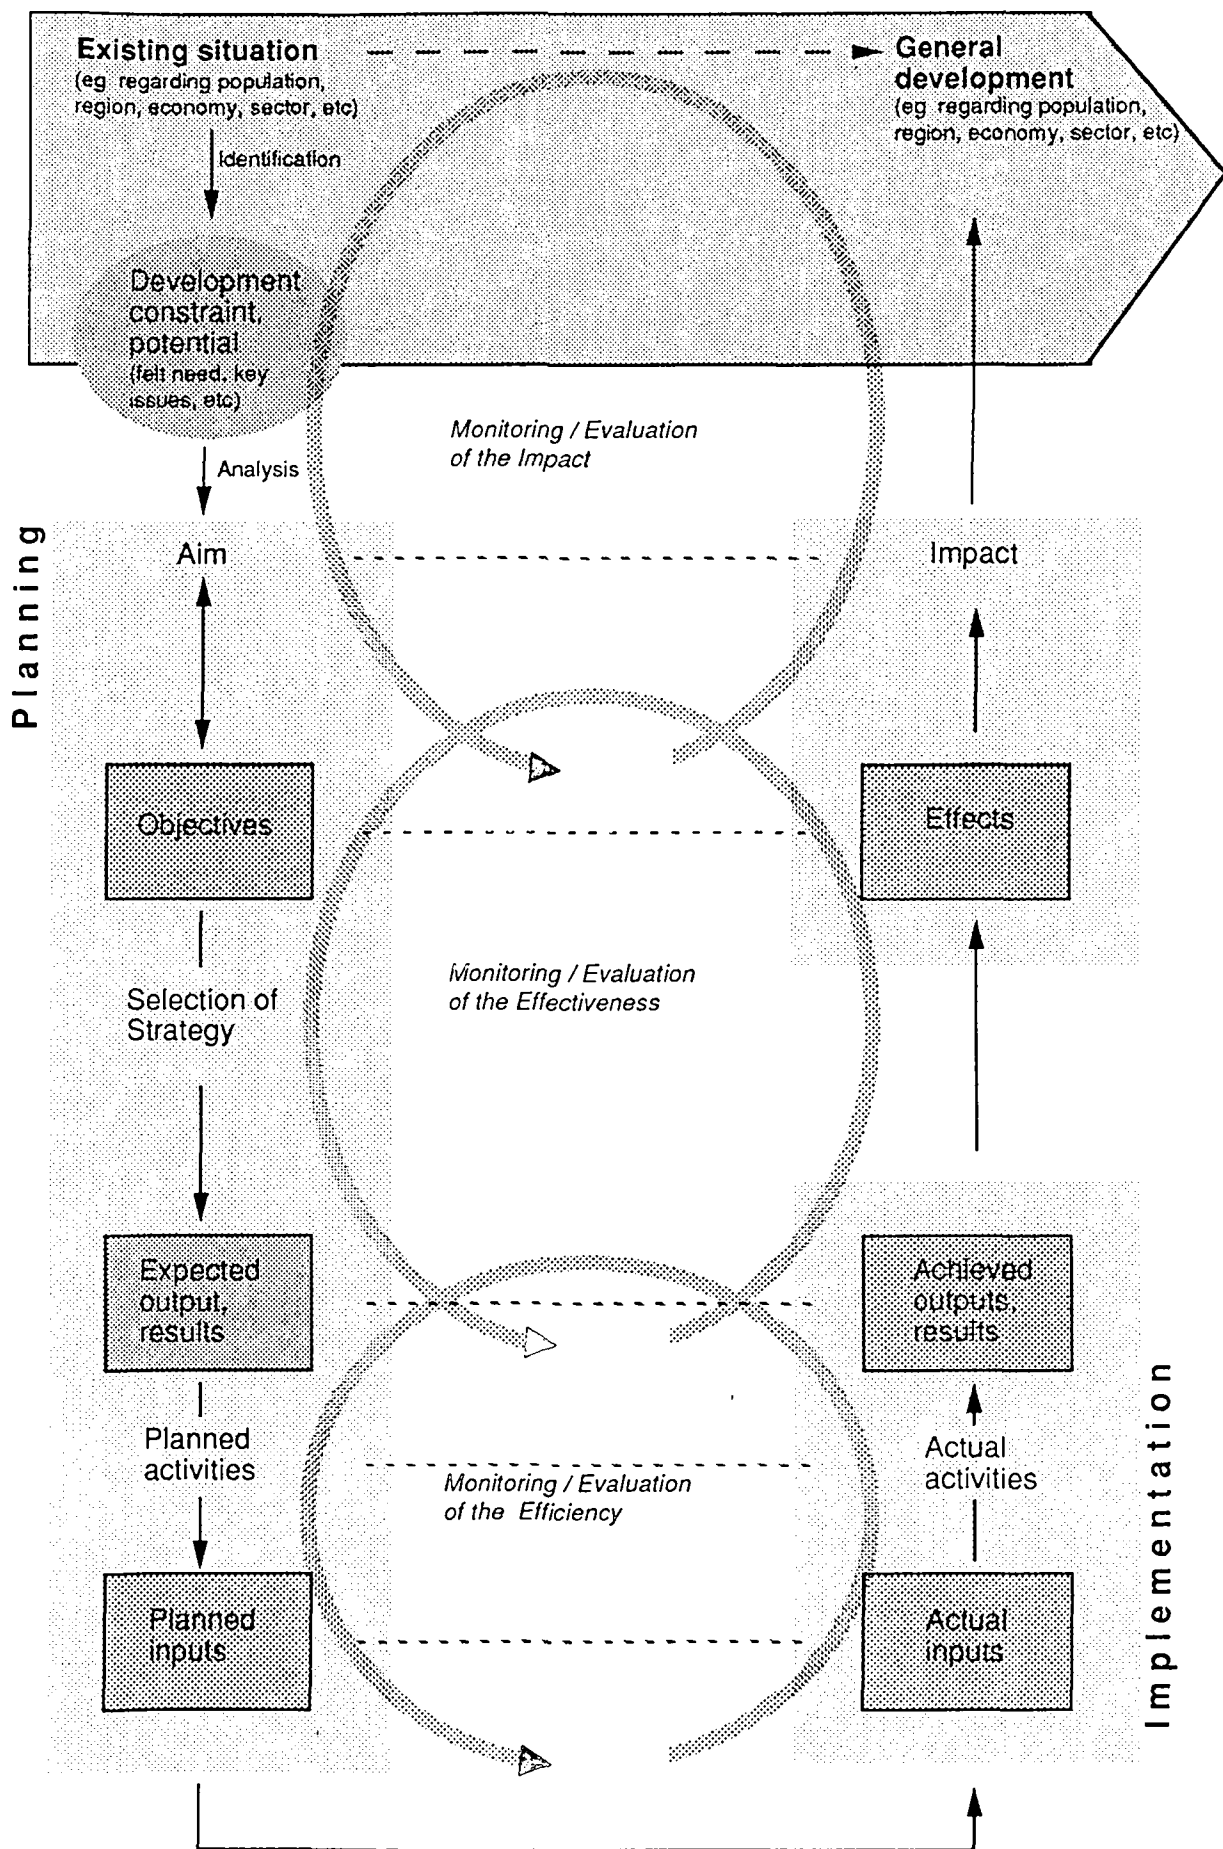 Existing situation
(eg regarding population,
region, economy, sector, etc)
General
development
(eg regarding population,
region, economy, sector, etc)
Identification
Development
constraint,
potential
(felt need, key
issues, etc)
Analysis
Monitoring / Evaluation
of the Impact
Planning
Aim
Impact
Objectives
Effects
Selection of
Strategy
Monitoring / Evaluation
of the Effectiveness
Expected
output,
results
Achieved
outputs,
results
Planned
activities
Actual
activities
Monitoring / Evaluation
of the Efficiency
Planned
inputs
Actual
inputs
Implementation